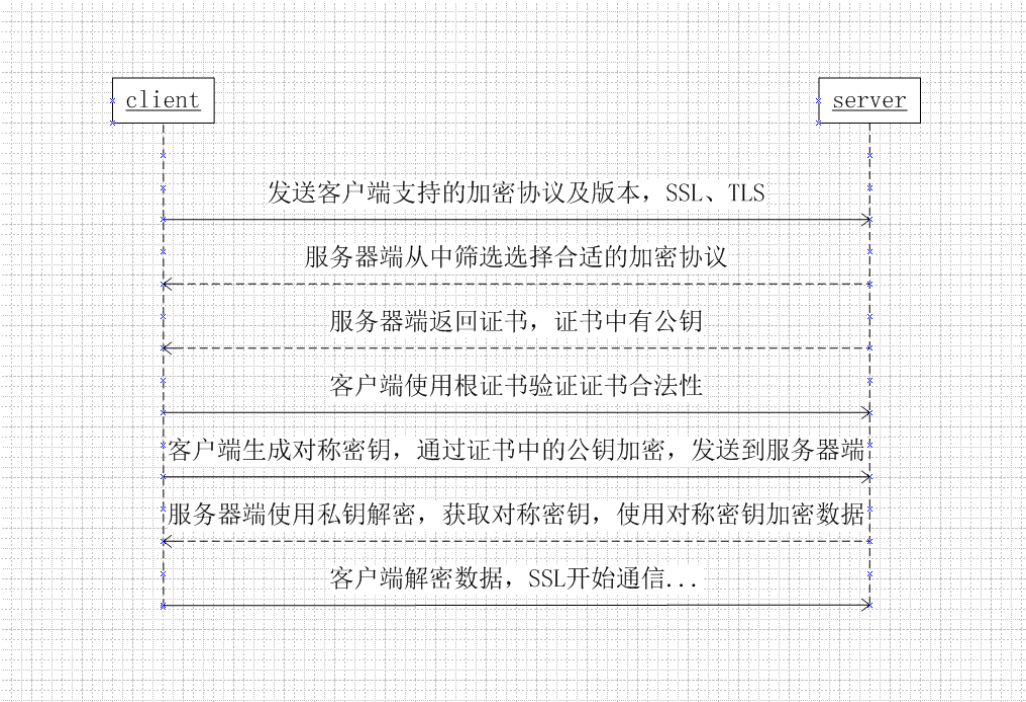 client
server
发送客户端支持的加密协议及版本，SSL、TLS
服务器端从中筛选选择合适的加密协议
服务器端返回证书，证书中有公钥
客户端使用根证书验证证书合法性
客户端生成对称密钥，通过证书中的公钥加密，发送到服务器端
服务器端使用私钥解密，获取对称密钥，使用对称密钥加密数据
客户端解密数据，SSL开始通信...